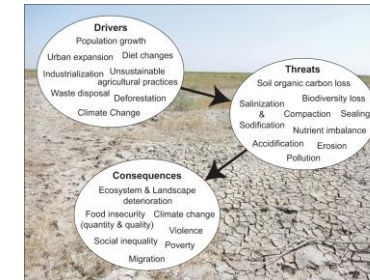 Drivers
Population growth
Urban expansion Diet changes
Industrialization Unsustainable
agricultural practices
Waste disposal Deforestation
Climate Change
Threats
Soil organic carbon loss
Biodiversity loss
Salinization
&
Sodification
Compaction Sealing
Nutrient imbalance
Accidification Erosion
Pollution
Consequences
Ecosystem & Landscape
deterioration
Food insecurity Climate change
(quantity & quality)
Violence
Social inequality Poverty
Migration